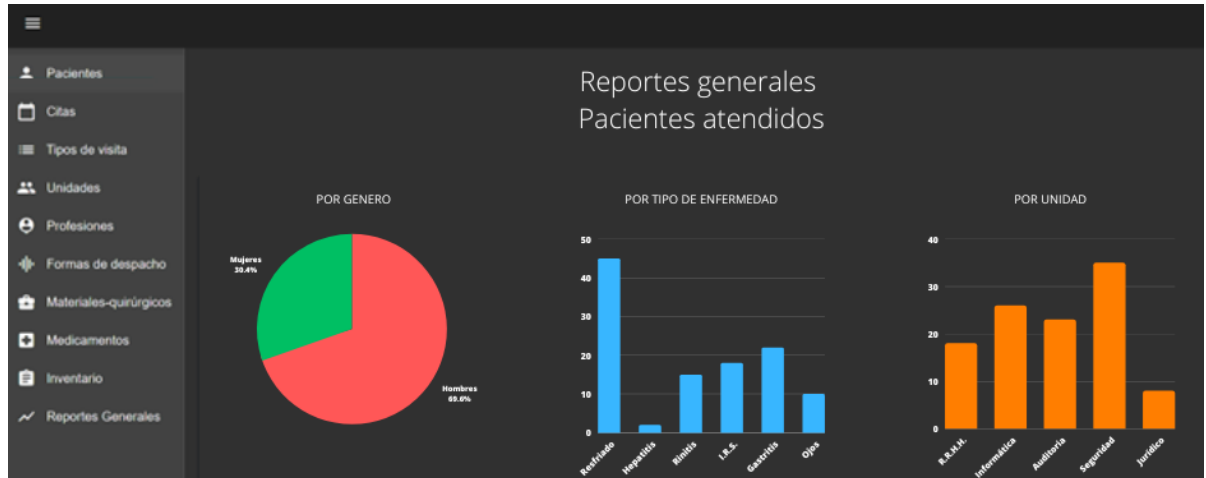 Pacientes
Citas
Tipos de visita
Unidades
Profesiones
Formas de despacho
Materiales-quirúrgicos
Medicamentos
Inventario
Reportes Generales
Reportes generales
Pacientes atendidos
POR GENERO
Mujeres
30.4%
Hombres
69.6%
POR TIPO DE ENFERMEDAD
50
40
30
20
10
0
Resfriado
Hepatitis
Rinitis
I.R.S.
Gastritis
Ojos
POR UNIDAD
40
30
20
10
0
R.R.H.H.
Informática
Auditoria
Seguridad
Jurídico